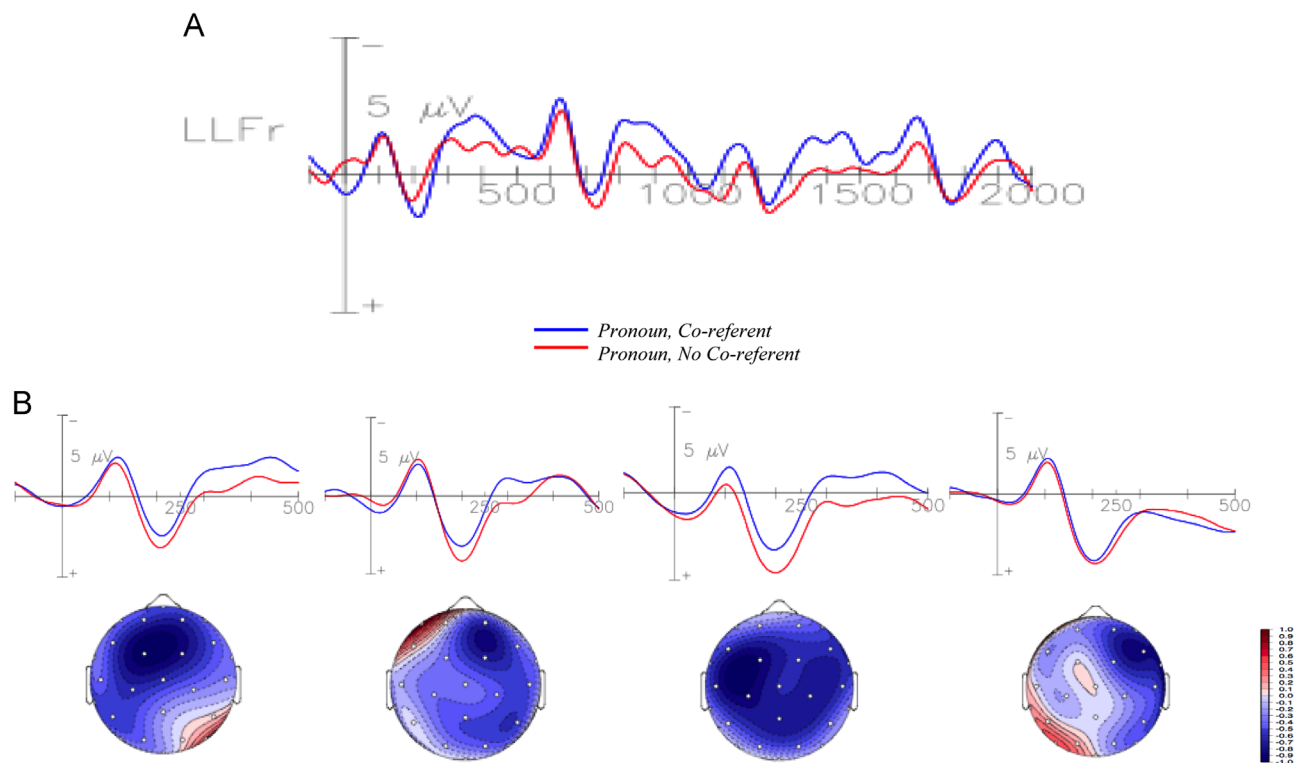 A
−
5 μV
LLFr
500 1000 1500 2000
+
Pronoun, Co-referent
Pronoun, No Co-referent
B
− − − −
5 μV 5 μV 5 μV 5 μV
250 500 250 500 250 500 250 500
+ + + +
1.0
0.9
0.8
0.7
0.6
0.5
0.4
0.3
0.2
0.1
0.0
-0.1
-0.2
-0.3
-0.4
-0.5
-0.6
-0.7
-0.8
-0.9
-1.0